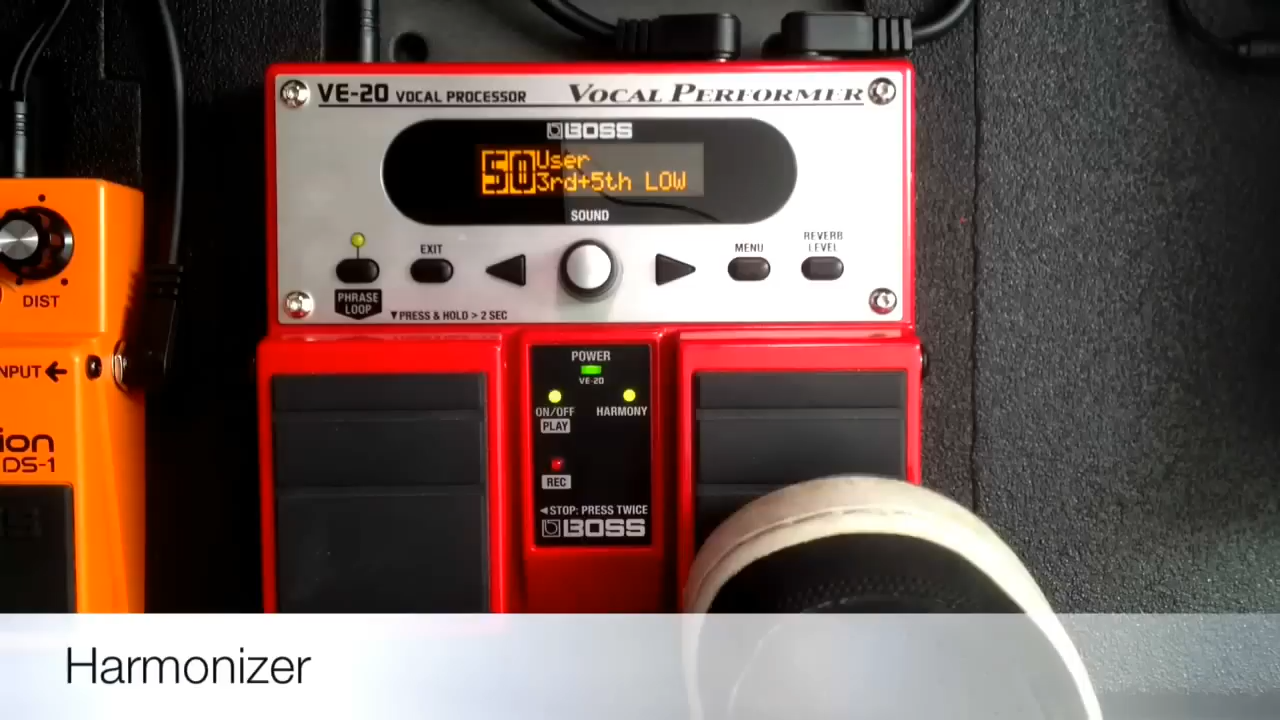 VE-20 VOCAL PROCESSOR
VOCAL PERFORMER
BOSS
50 User
3rd+5th LOW
SOUND
EXIT
MENU
REVERB
LEVEL
PHRASE
LOOP
▼PRESS & HOLD > 2 SEC
DIST
NPUT
ion
DS-1
POWER
VE-20
ON/OFF
HARMONY
PLAY
REC
◄STOP: PRESS TWICE
BOSS
Harmonizer